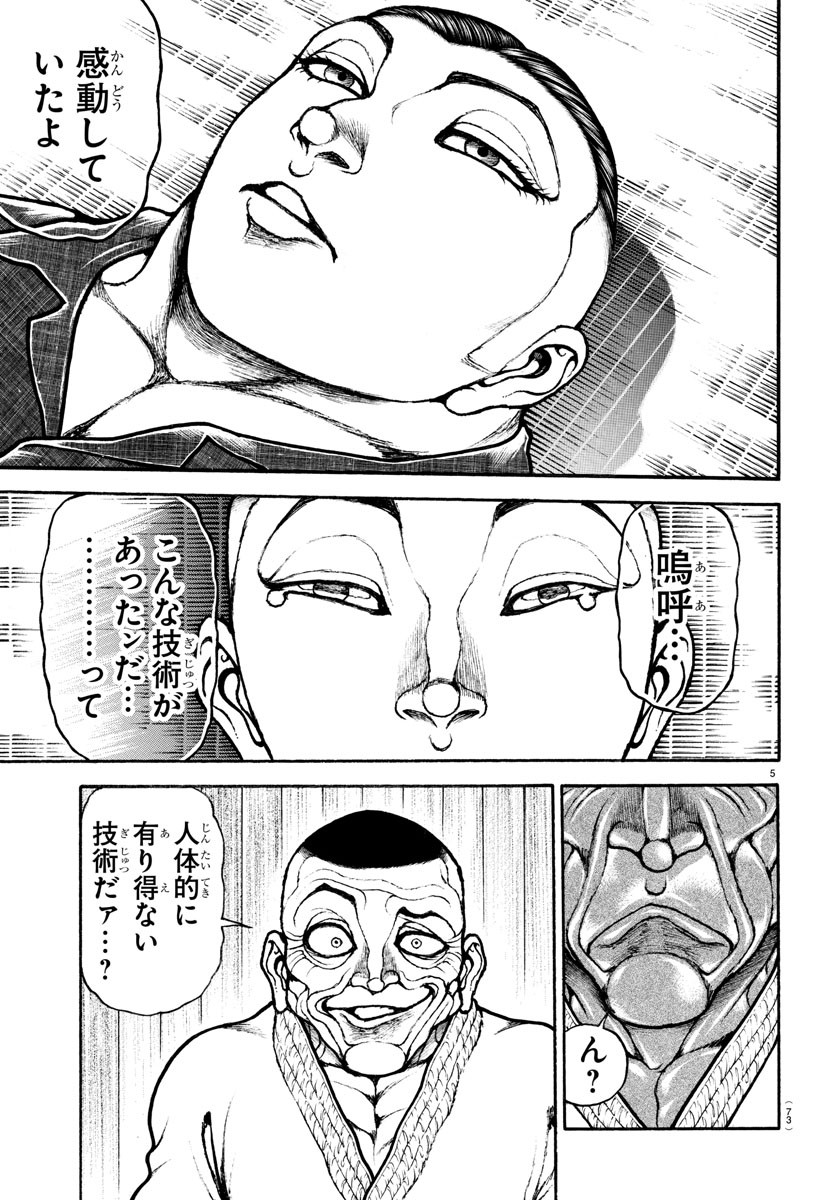 感動して
いたよ
嗚呼…
こんな技術が
あったンだ…
…………って
5
ん?
人体的に
有り得ない
技術だァ…?
(73)